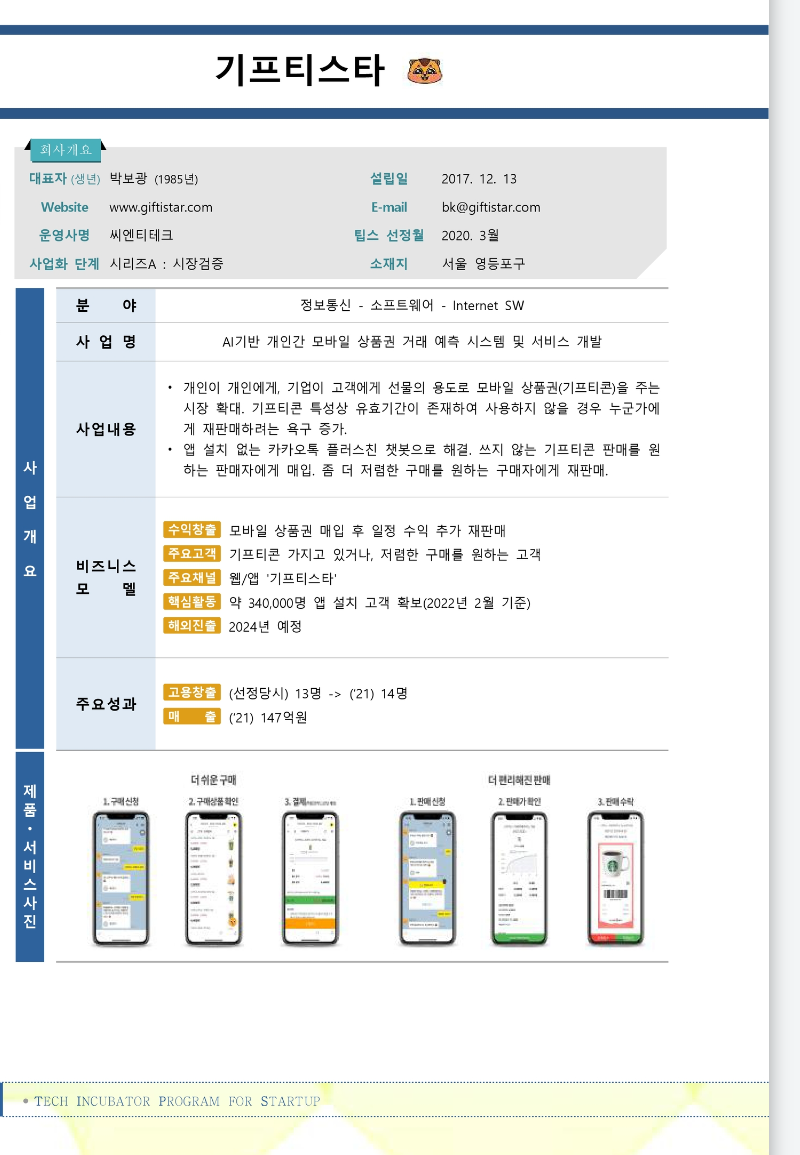 기프티스타
회사개요
대표자 (생년) 박보광 (1985년) 설립일 2017. 12. 13
Website www.giftistar.com E-mail bk@giftistar.com
운영사명 씨엔티테크 팁스 선정월 2020. 3월
사업화 단계 시리즈A : 시장검증 소재지 서울 영등포구
사업개요
분 야 정보통신 - 소프트웨어 - Internet SW
사 업 명 AI기반 개인간 모바일 상품권 거래 예측 시스템 및 서비스 개발
사업내용
• 개인이 개인에게, 기업이 고객에게 선물의 용도로 모바일 상품권(기프티콘)을 주는
시장 확대. 기프티콘 특성상 유효기간이 존재하여 사용하지 않을 경우 누군가에
게 재판매하려는 욕구 증가.
• 앱 설치 없는 카카오톡 플러스친 챗봇으로 해결. 쓰지 않는 기프티콘 판매를 원
하는 판매자에게 매입. 좀 더 저렴한 구매를 원하는 구매자에게 재판매.
비즈니스
모 델
수익창출 모바일 상품권 매입 후 일정 수익 추가 재판매
주요고객 기프티콘 가지고 있거나, 저렴한 구매를 원하는 고객
주요채널 웹/앱 '기프티스타'
핵심활동 약 340,000명 앱 설치 고객 확보(2022년 2월 기준)
해외진출 2024년 예정
주요성과
고용창출 (선정당시) 13명 -> ('21) 14명
매 출 ('21) 147억원
제품·서비스사진
더 쉬운 구매 더 편리해진 판매
1. 구매 신청 2. 구매상품 확인 3. 결제 1. 판매 신청 2. 판매가 확인 3. 판매 수락
• TECH INCUBATOR PROGRAM FOR STARTUP